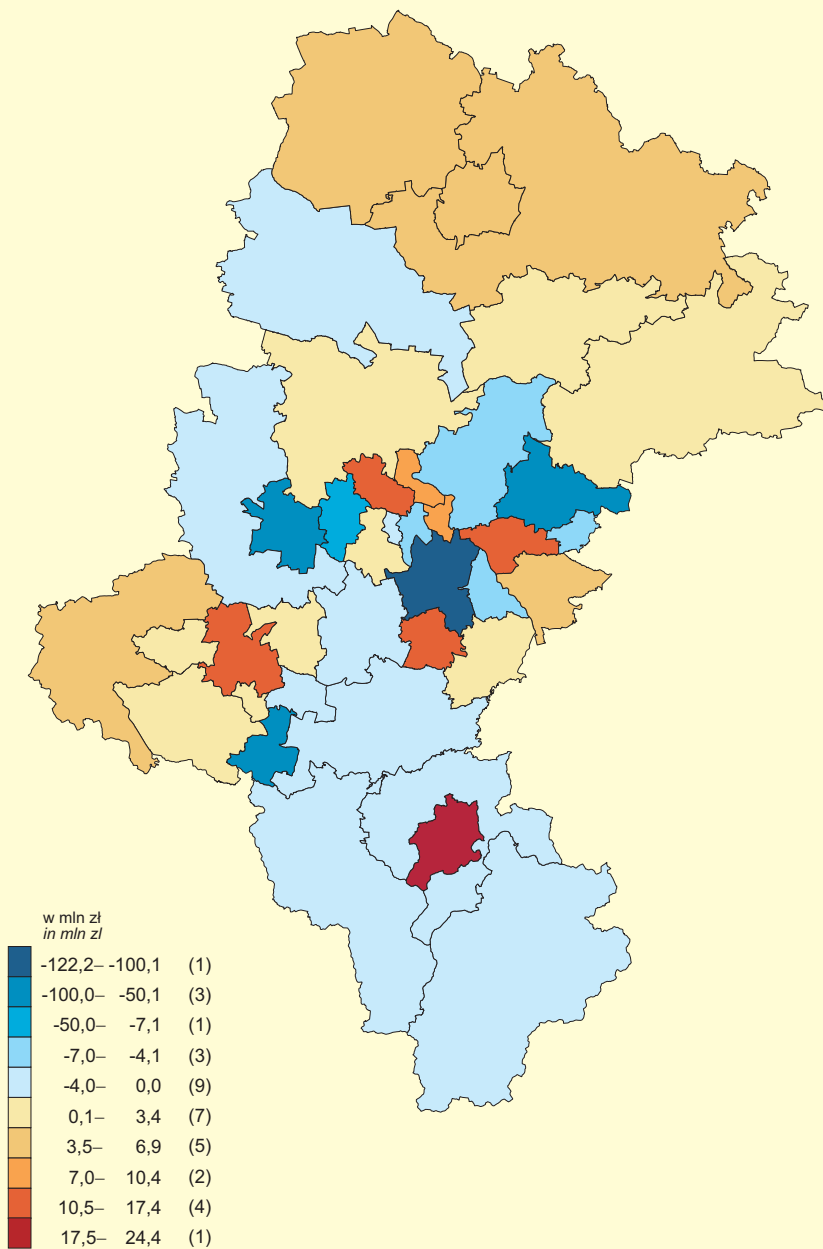 w mln zł
in mln zl
-122,2– -100,1 (1)
-100,0– -50,1 (3)
-50,0– -7,1 (1)
-7,0– -4,1 (3)
-4,0– 0,0 (9)
0,1– 3,4 (7)
3,5– 6,9 (5)
7,0– 10,4 (2)
10,5– 17,4 (4)
17,5– 24,4 (1)